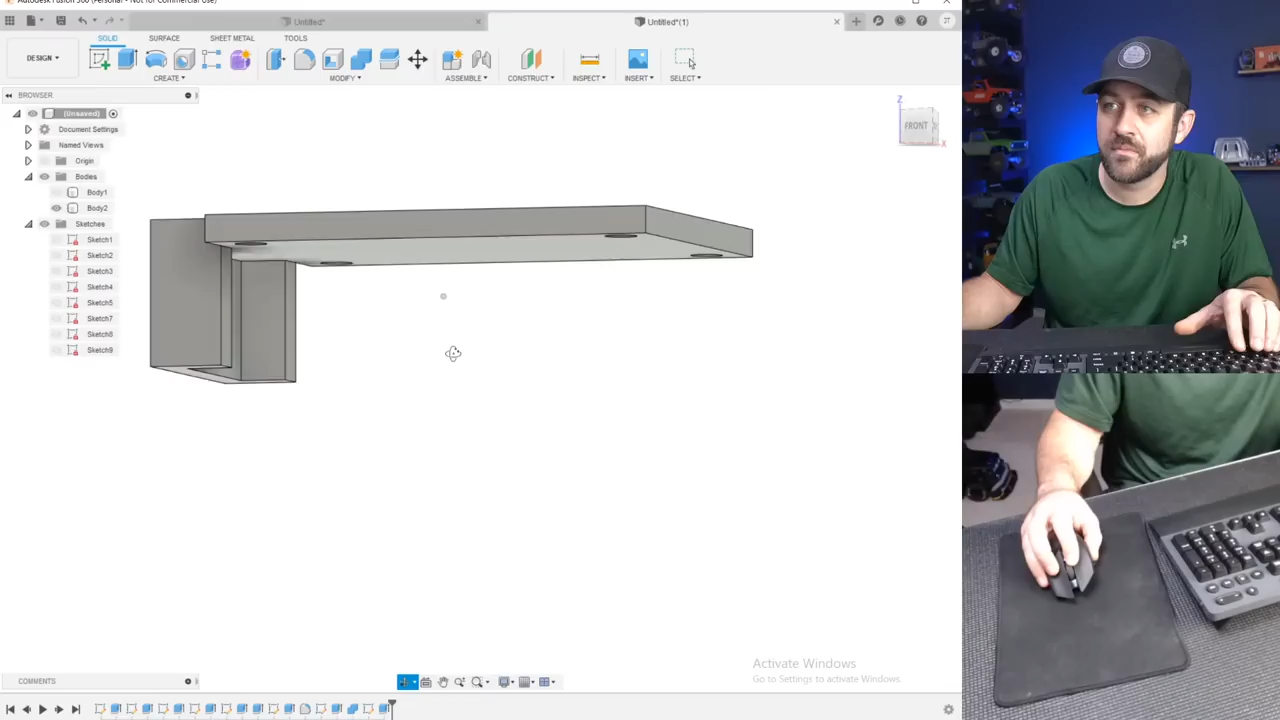 Autodesk Fusion 360 (Personal - Not for Commercial Use)
Untitled*
Untitled*(1)
JT
DESIGN
SOLID
SURFACE
SHEET METAL
TOOLS
CREATE
MODIFY
ASSEMBLE
CONSTRUCT
INSPECT
INSERT
SELECT
BROWSER
(Unsaved)
Document Settings
Named Views
Origin
Bodies
Body1
Body2
Sketches
Sketch1
Sketch2
Sketch3
Sketch4
Sketch5
Sketch7
Sketch8
Sketch9
Z
FRONT
X
Activate Windows
Go to Settings to activate Windows.
COMMENTS